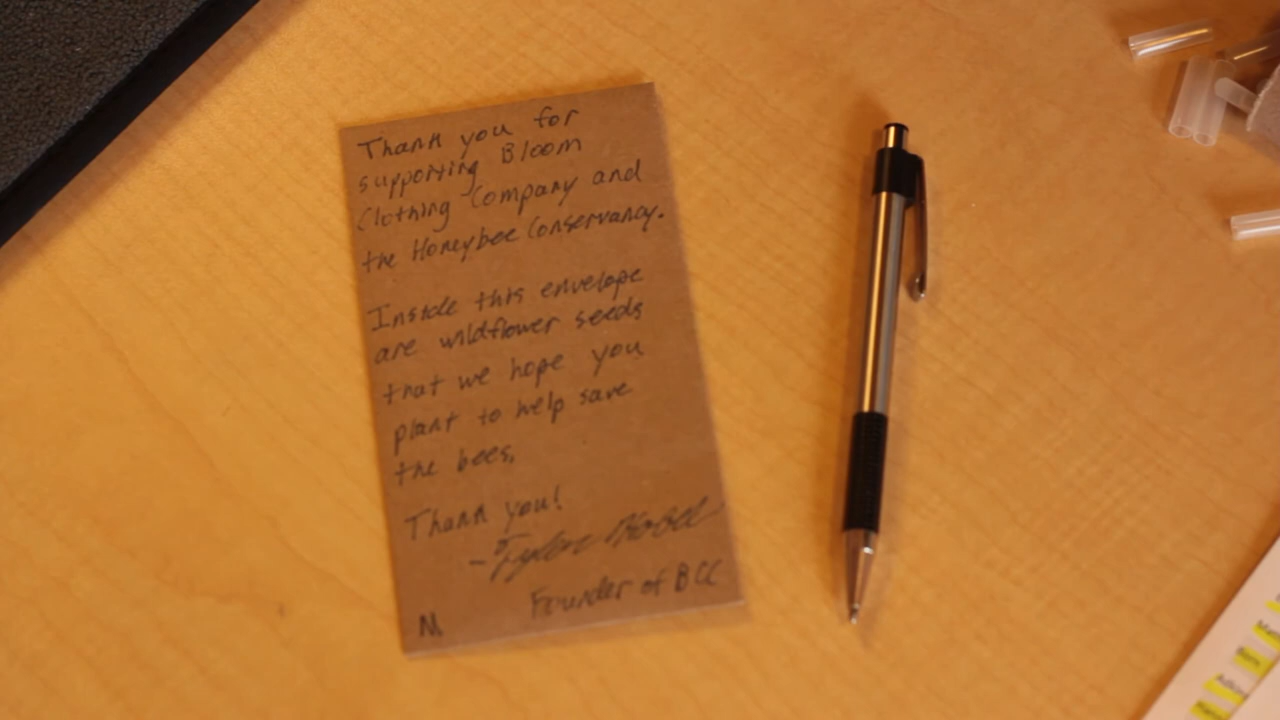 Thank you for
supporting Bloom
Clothing Company and
the Honeybee Conservancy.
Inside this envelope
are wildflower seeds
that we hope you
plant to help save
the bees.
Thank you!
- Tyler
Founder of BCC
M